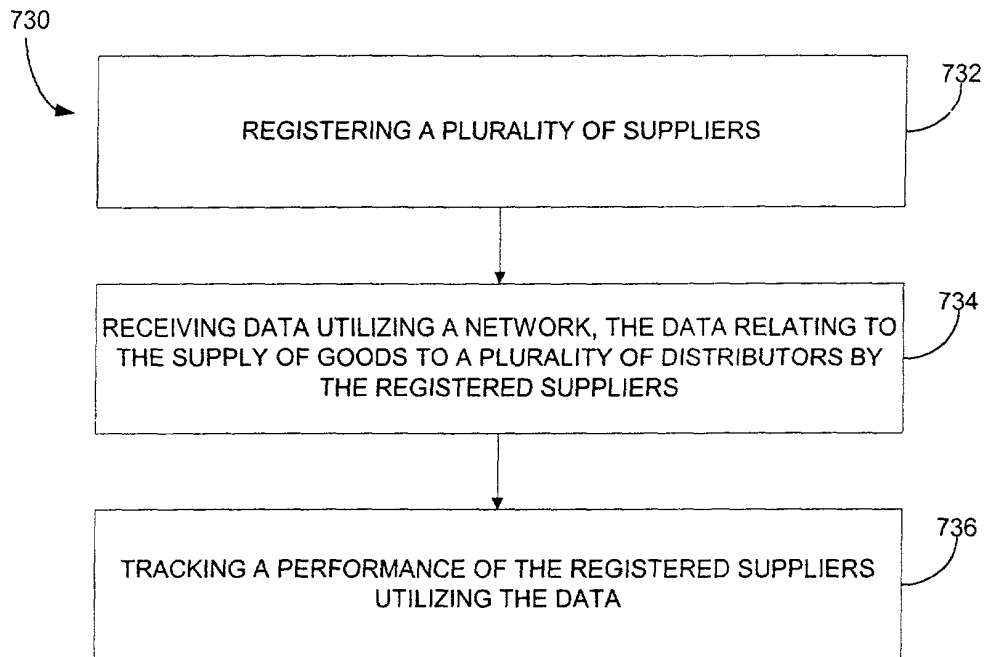 730
732
REGISTERING A PLURALITY OF SUPPLIERS
734
RECEIVING DATA UTILIZING A NETWORK, THE DATA RELATING TO
THE SUPPLY OF GOODS TO A PLURALITY OF DISTRIBUTORS BY
THE REGISTERED SUPPLIERS
736
TRACKING A PERFORMANCE OF THE REGISTERED SUPPLIERS
UTILIZING THE DATA